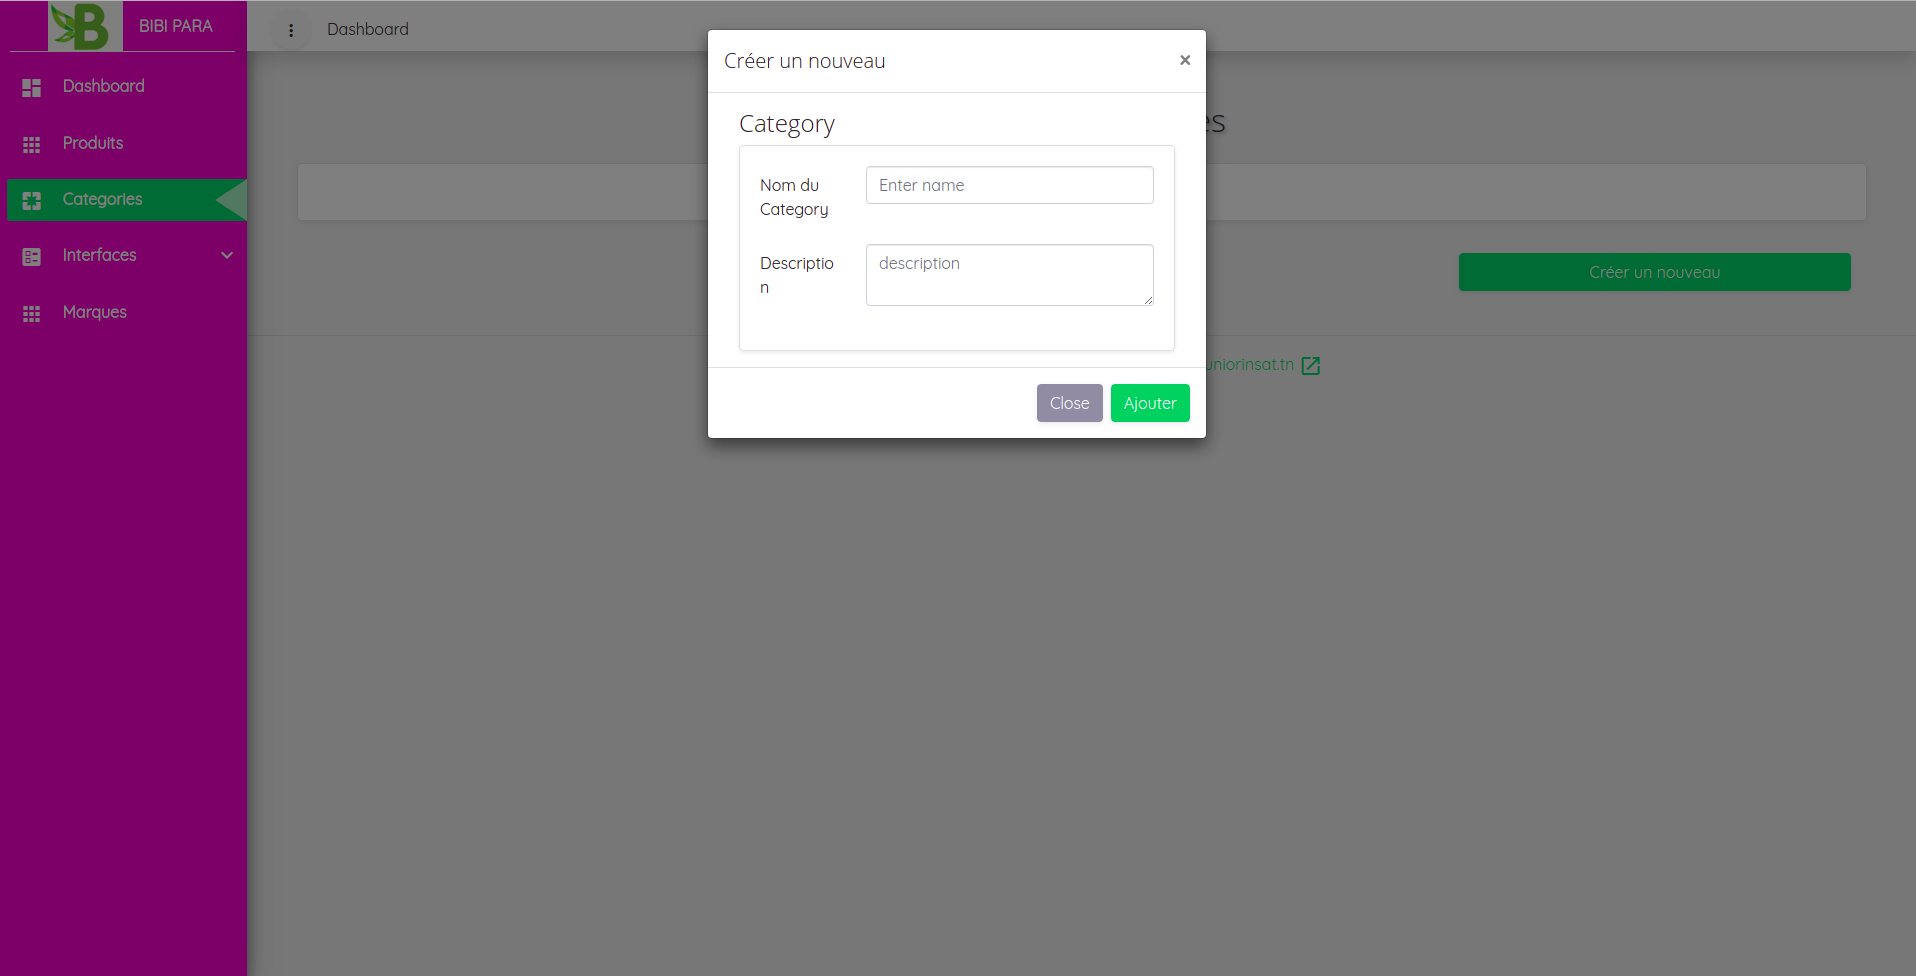 B BIBI PARA
Dashboard
Dashboard
Produits
Categories
Interfaces
Marques
Créer un nouveau ×
Category
Nom du
Category
Enter name
Descriptio
n
description
Close Ajouter
es
Créer un nouveau
uniorinsat.tn